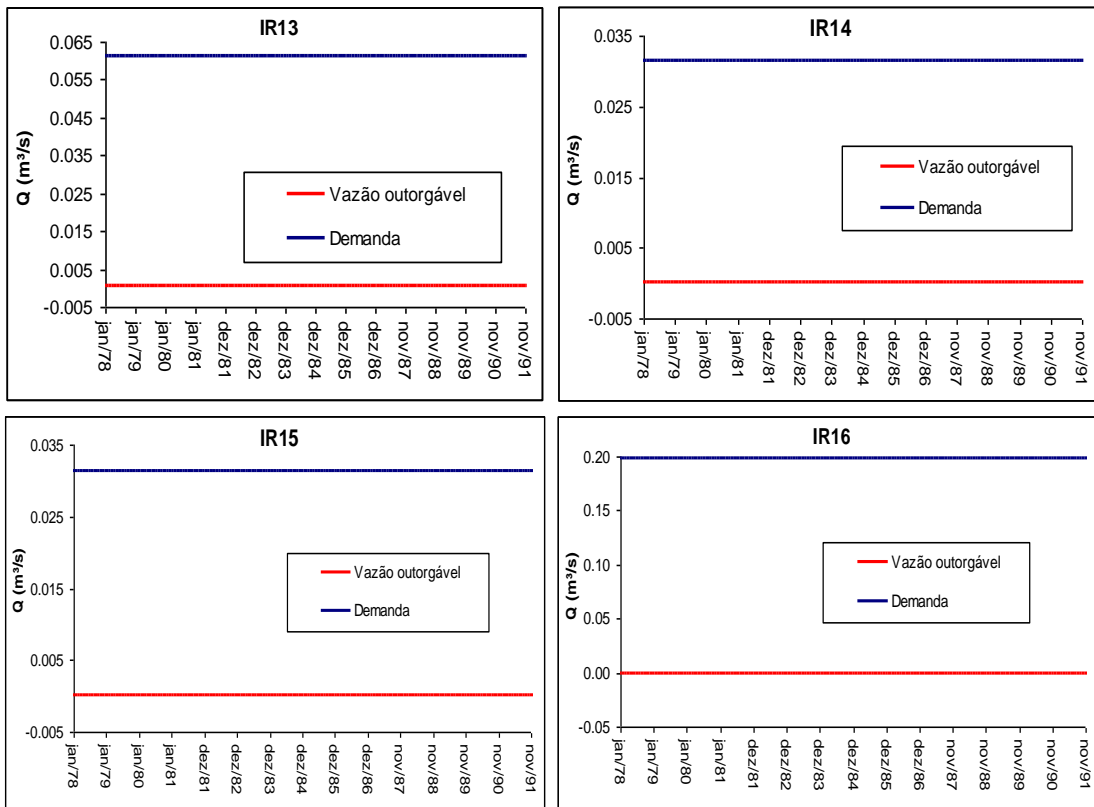 IR13
Q (m³/s)
0.065
0.055
0.045
0.035
0.025
0.015
0.005
-0.005
Vazão outorgável
Demanda
jan/78
jan/79
jan/80
jan/81
dez/81
dez/82
dez/83
dez/84
dez/85
dez/86
nov/87
nov/88
nov/89
nov/90
nov/91
IR14
Q (m³/s)
0.035
0.025
0.015
0.005
-0.005
Vazão outorgável
Demanda
jan/78
jan/79
jan/80
jan/81
dez/81
dez/82
dez/83
dez/84
dez/85
dez/86
nov/87
nov/88
nov/89
nov/90
nov/91
IR15
Q (m³/s)
0.035
0.025
0.015
0.005
-0.005
Vazão outorgável
Demanda
jan/78
jan/79
jan/80
jan/81
dez/81
dez/82
dez/83
dez/84
dez/85
dez/86
nov/87
nov/88
nov/89
nov/90
nov/91
IR16
Q (m³/s)
0.20
0.15
0.10
0.05
0.00
-0.05
Vazão outorgável
Demanda
jan/78
jan/79
jan/80
jan/81
dez/81
dez/82
dez/83
dez/84
dez/85
dez/86
nov/87
nov/88
nov/89
nov/90
nov/91